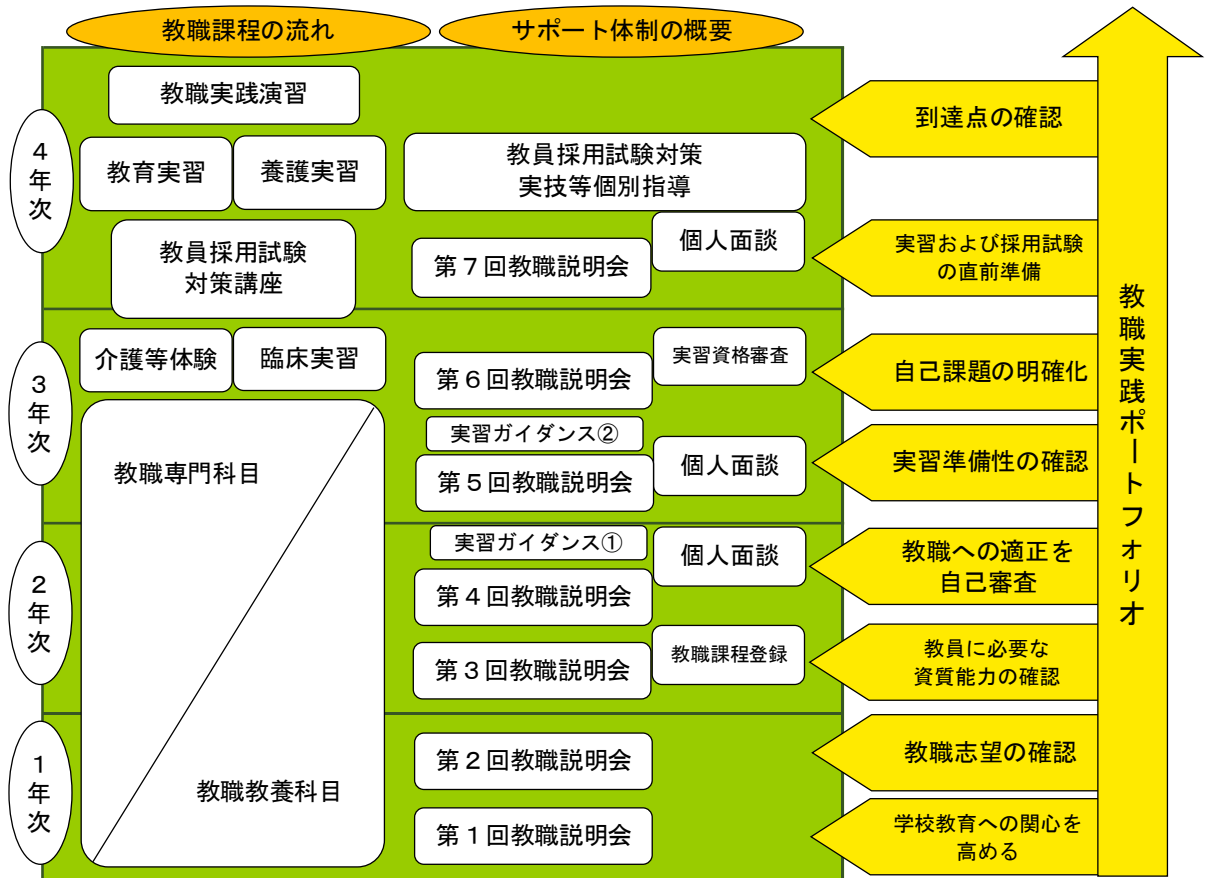 教職課程の流れ
サポート体制の概要
4年次
教職実践演習
教育実習
養護実習
教員採用試験
対策講座
教員採用試験対策
実技等個別指導
個人面談
第7回教職説明会
到達点の確認
実習および採用試験
の直前準備
3年次
介護等体験
臨床実習
実習資格審査
第6回教職説明会
実習ガイダンス②
第5回教職説明会
個人面談
自己課題の明確化
実習準備性の確認
教職専門科目
2年次
実習ガイダンス①
個人面談
第4回教職説明会
教職課程登録
第3回教職説明会
教職への適正を
自己審査
教員に必要な
資質能力の確認
1年次
教職教養科目
第2回教職説明会
第1回教職説明会
教職志望の確認
学校教育への関心を
高める
教職実践ポートフォリオ